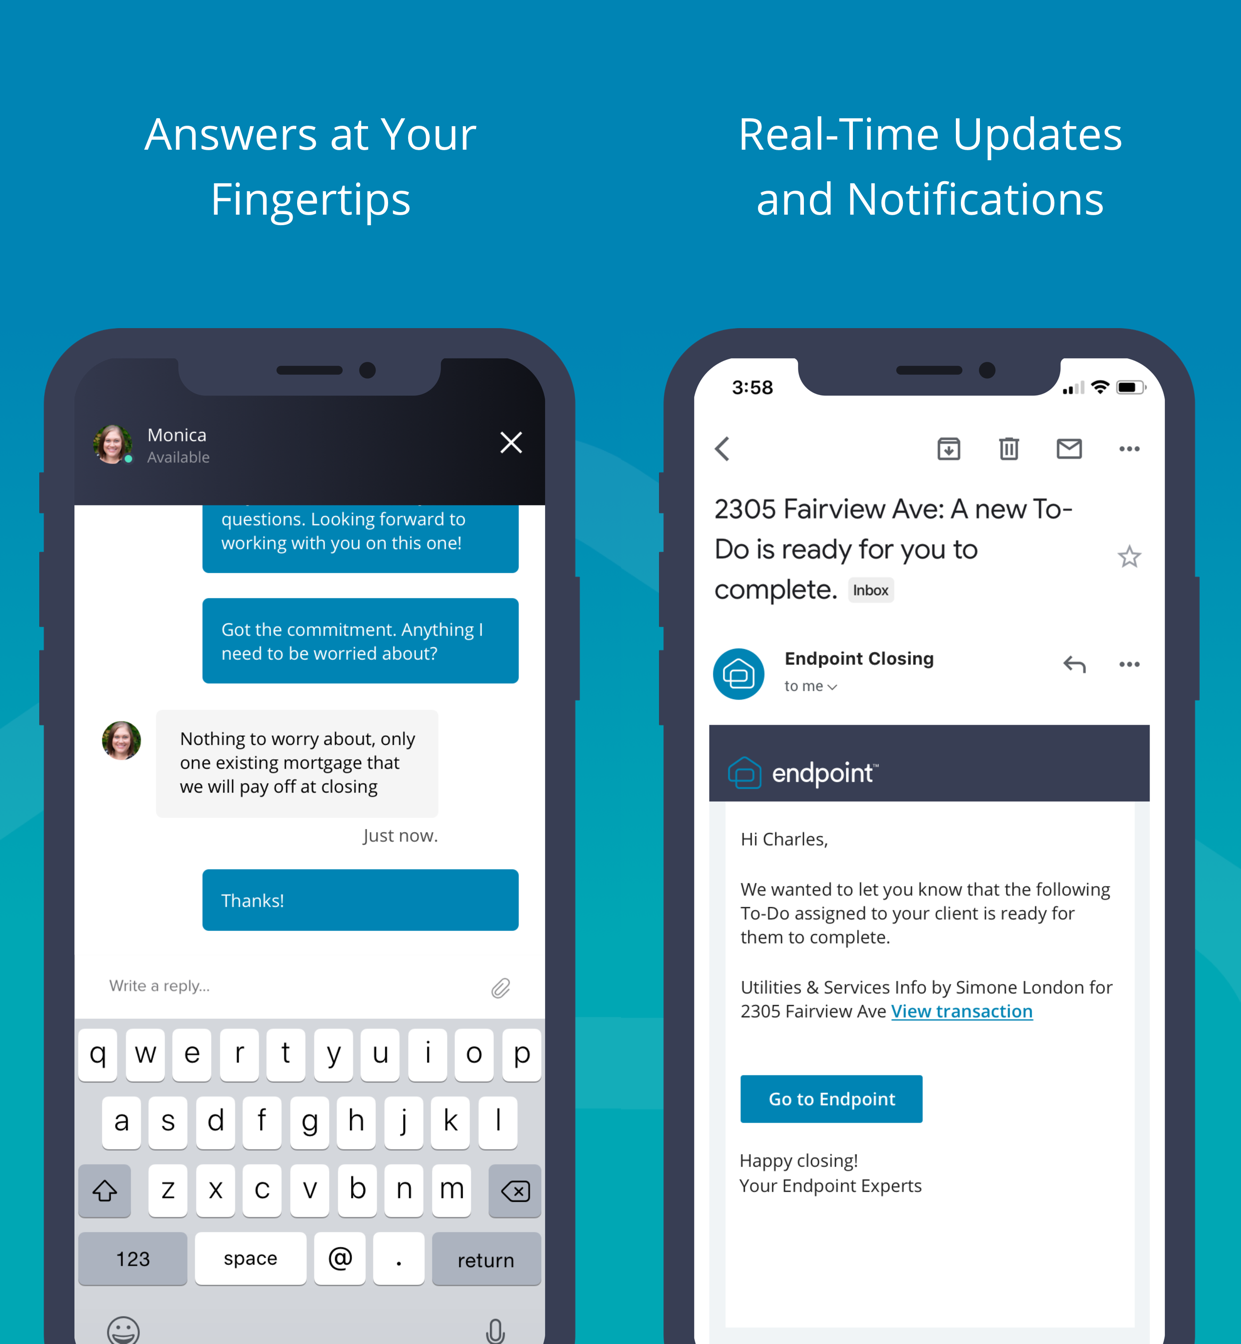 Answers at Your
Fingertips
Real-Time Updates
and Notifications
Monica
Available
questions. Looking forward to
working with you on this one!
Got the commitment. Anything I
need to be worried about?
Nothing to worry about, only
one existing mortgage that
we will pay off at closing
Just now.
Thanks!
Write a reply...
q w e r t y u i o p
a s d f g h j k l
z x c v b n m
123 space @ . return
3:58
2305 Fairview Ave: A new To-
Do is ready for you to
complete. Inbox
Endpoint Closing
to me
endpoint™
Hi Charles,
We wanted to let you know that the following
To-Do assigned to your client is ready for
them to complete.
Utilities & Services Info by Simone London for
2305 Fairview Ave View transaction
Go to Endpoint
Happy closing!
Your Endpoint Experts